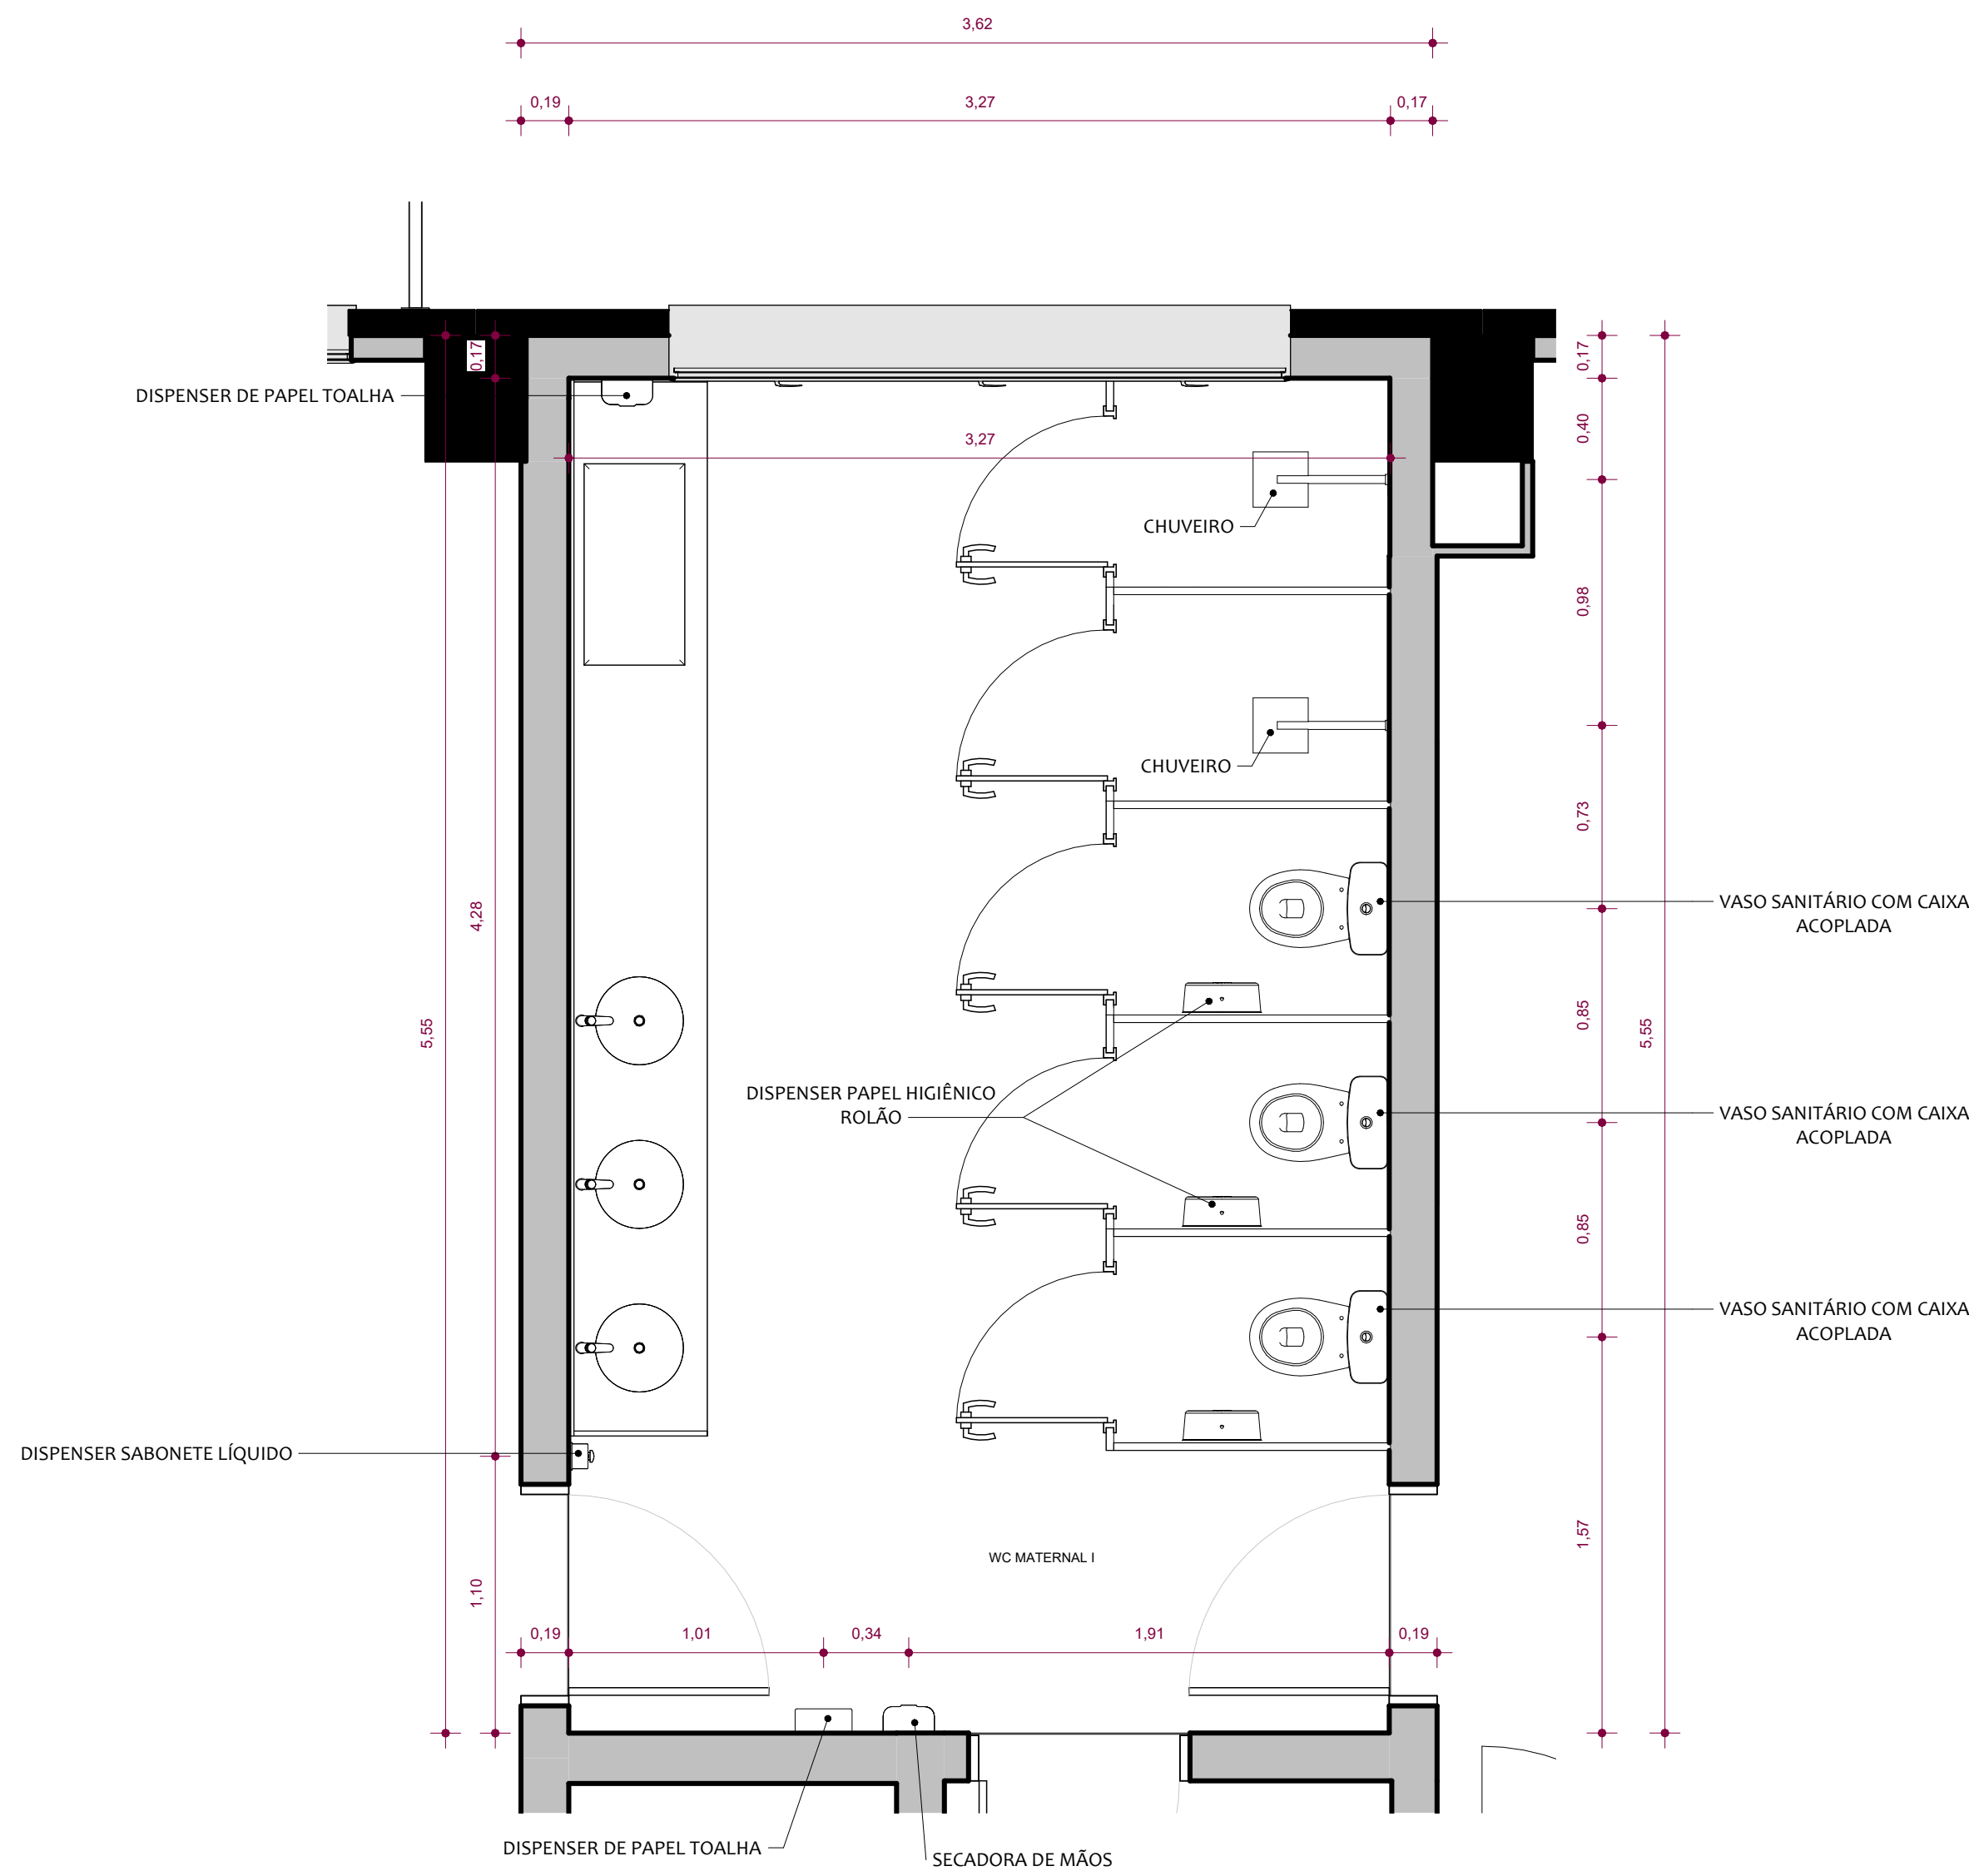 3,62
0,19
3,27
0,17
0,17
0,17
DISPENSER DE PAPEL TOALHA
0,40
3,27
CHUVEIRO
0,98
CHUVEIRO
0,73
4,28
VASO SANITÁRIO COM CAIXA
ACOPLADA
5,55
0,85
5,55
DISPENSER PAPEL HIGIÊNICO
ROLÃO
VASO SANITÁRIO COM CAIXA
ACOPLADA
0,85
VASO SANITÁRIO COM CAIXA
ACOPLADA
DISPENSER SABONETE LÍQUIDO
1,57
WC MATERNAL I
1,10
0,19
1,01
0,34
1,91
0,19
DISPENSER DE PAPEL TOALHA
SECADORA DE MÃOS